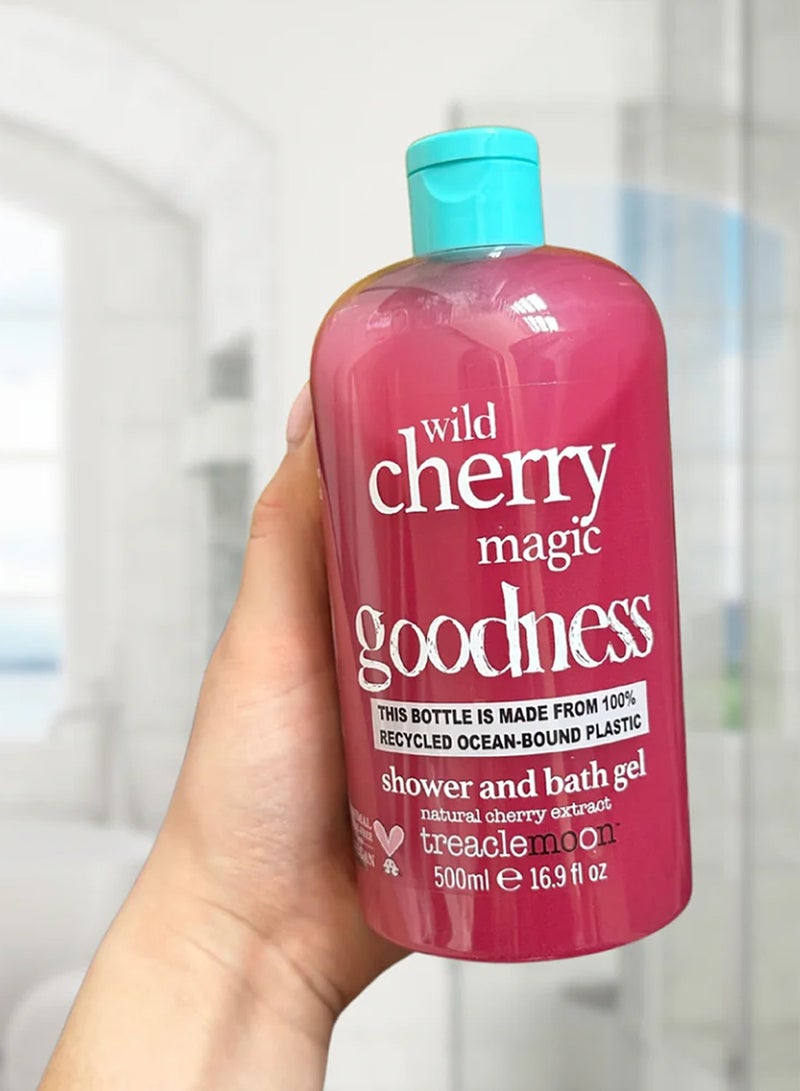 wild
cherry
magic
goodness
THIS BOTTLE IS MADE FROM 100%
RECYCLED OCEAN-BOUND PLASTIC
shower and bath gel
natural cherry extract
treaclemoon™
500ml ℮ 16.9 fl oz